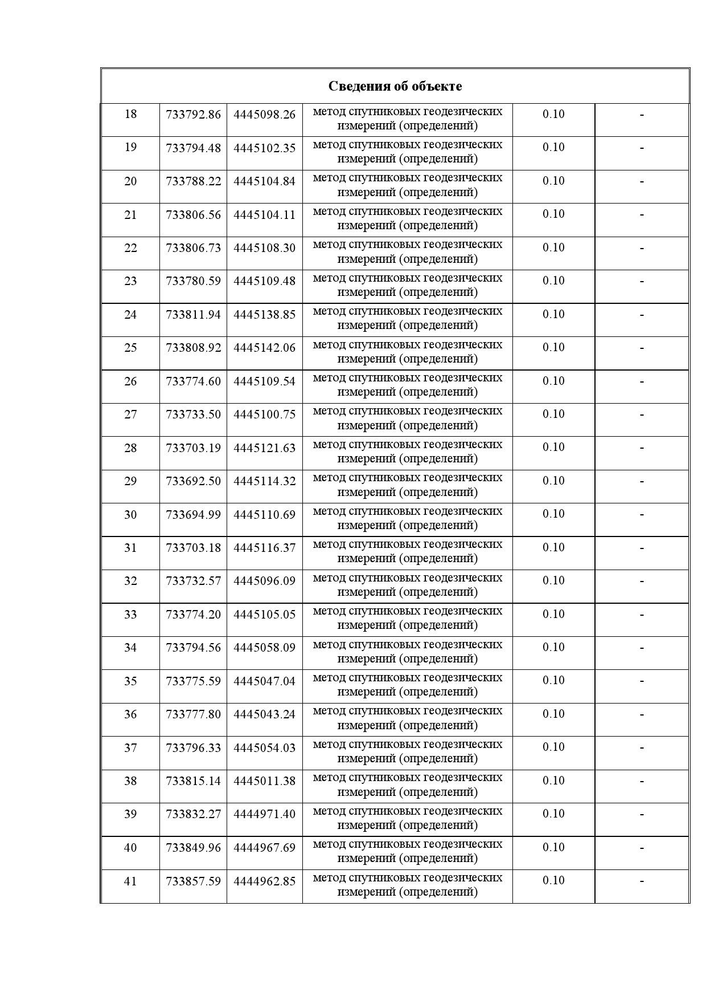 Сведения об объекте
18 733792.86 4445098.26 метод спутниковых геодезических измерений (определений) 0.10 -
19 733794.48 4445102.35 метод спутниковых геодезических измерений (определений) 0.10 -
20 733788.22 4445104.84 метод спутниковых геодезических измерений (определений) 0.10 -
21 733806.56 4445104.11 метод спутниковых геодезических измерений (определений) 0.10 -
22 733806.73 4445108.30 метод спутниковых геодезических измерений (определений) 0.10 -
23 733780.59 4445109.48 метод спутниковых геодезических измерений (определений) 0.10 -
24 733811.94 4445138.85 метод спутниковых геодезических измерений (определений) 0.10 -
25 733808.92 4445142.06 метод спутниковых геодезических измерений (определений) 0.10 -
26 733774.60 4445109.54 метод спутниковых геодезических измерений (определений) 0.10 -
27 733733.50 4445100.75 метод спутниковых геодезических измерений (определений) 0.10 -
28 733703.19 4445121.63 метод спутниковых геодезических измерений (определений) 0.10 -
29 733692.50 4445114.32 метод спутниковых геодезических измерений (определений) 0.10 -
30 733694.99 4445110.69 метод спутниковых геодезических измерений (определений) 0.10 -
31 733703.18 4445116.37 метод спутниковых геодезических измерений (определений) 0.10 -
32 733732.57 4445096.09 метод спутниковых геодезических измерений (определений) 0.10 -
33 733774.20 4445105.05 метод спутниковых геодезических измерений (определений) 0.10 -
34 733794.56 4445058.09 метод спутниковых геодезических измерений (определений) 0.10 -
35 733775.59 4445047.04 метод спутниковых геодезических измерений (определений) 0.10 -
36 733777.80 4445043.24 метод спутниковых геодезических измерений (определений) 0.10 -
37 733796.33 4445054.03 метод спутниковых геодезических измерений (определений) 0.10 -
38 733815.14 4445011.38 метод спутниковых геодезических измерений (определений) 0.10 -
39 733832.27 4444971.40 метод спутниковых геодезических измерений (определений) 0.10 -
40 733849.96 4444967.69 метод спутниковых геодезических измерений (определений) 0.10 -
41 733857.59 4444962.85 метод спутниковых геодезических измерений (определений) 0.10 -